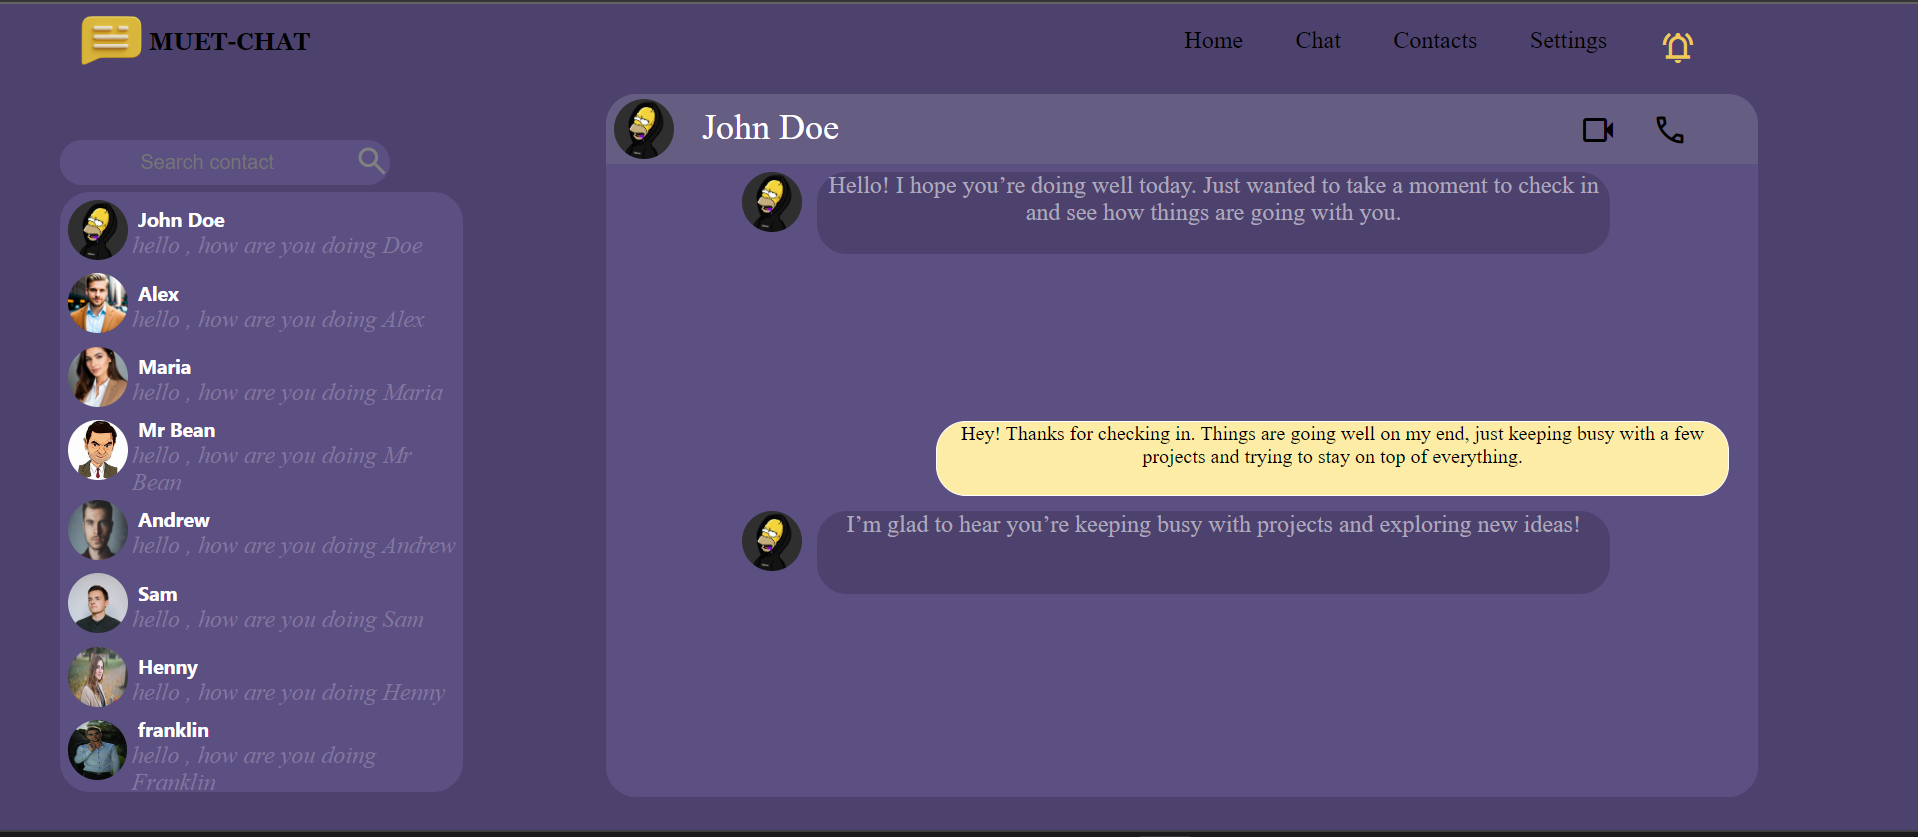 MUET-CHAT
Home
Chat
Contacts
Settings
Search contact
John Doe
hello , how are you doing Doe
Alex
hello , how are you doing Alex
Maria
hello , how are you doing Maria
Mr Bean
hello , how are you doing Mr
Bean
Andrew
hello , how are you doing Andrew
Sam
hello , how are you doing Sam
Henny
hello , how are you doing Henny
franklin
hello , how are you doing
Franklin
John Doe
Hello! I hope you’re doing well today. Just wanted to take a moment to check in
and see how things are going with you.
Hey! Thanks for checking in. Things are going well on my end, just keeping busy with a few
projects and trying to stay on top of everything.
I’m glad to hear you’re keeping busy with projects and exploring new ideas!